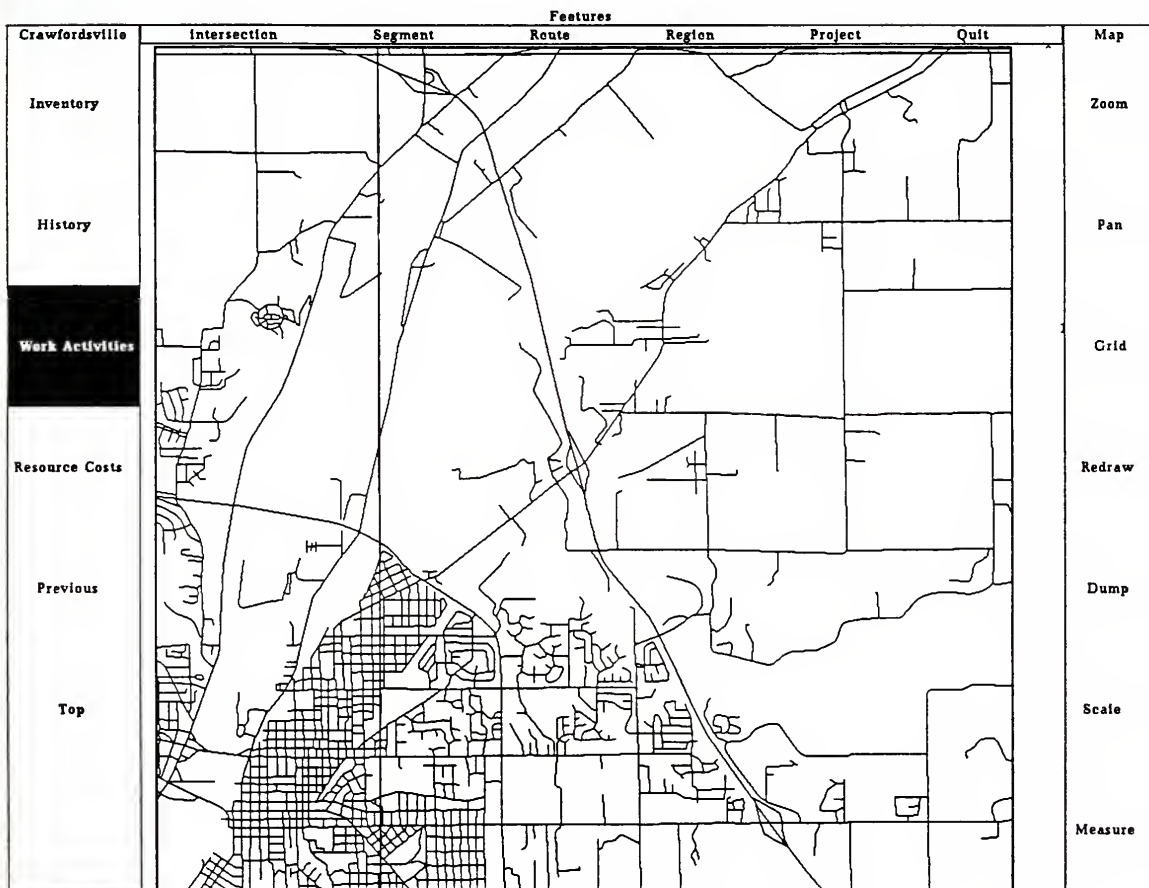 Features
Crawfordsville Intersection Segment Route Region Project Quit Map
Inventory Zoom
History Pan
Work Activities Grid
Resource Costs Redraw
Previous Dump
Top Scale
Measure